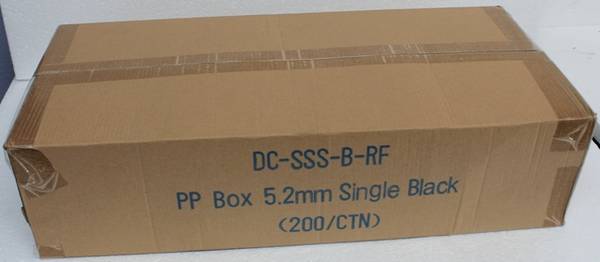 DC-SSS-B-RF
PP Box 5.2mm Single Black
(200/CTN)